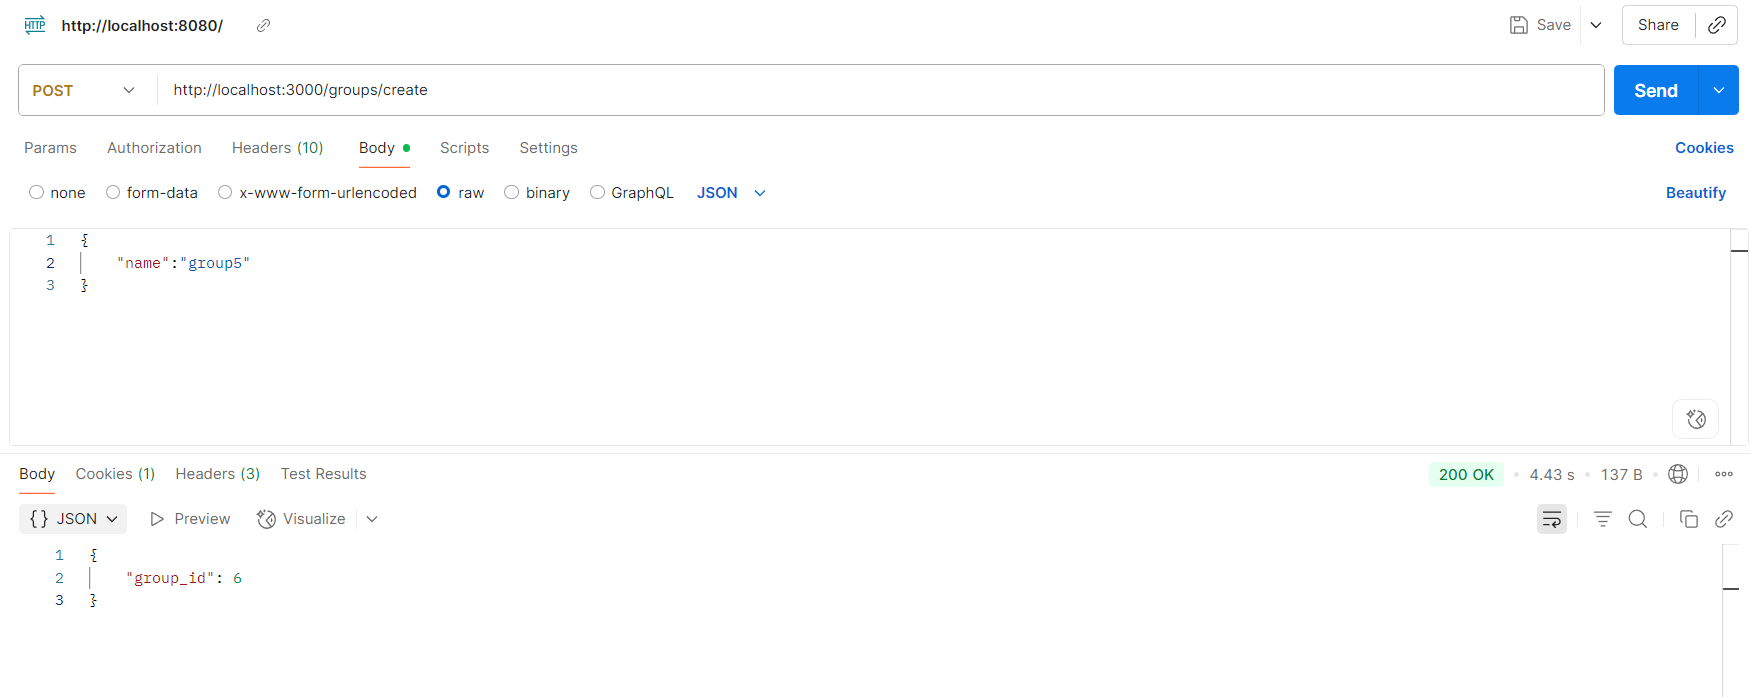 HTTP http://localhost:8080/ Save Share
POST http://localhost:3000/groups/create Send
Params Authorization Headers (10) Body Scripts Settings Cookies
none form-data x-www-form-urlencoded raw binary GraphQL JSON Beautify
1 {
2 "name":"group5"
3 }
Body Cookies (1) Headers (3) Test Results 200 OK • 4.43 s • 137 B •
{} JSON Preview Visualize
1 {
2 "group_id": 6
3 }